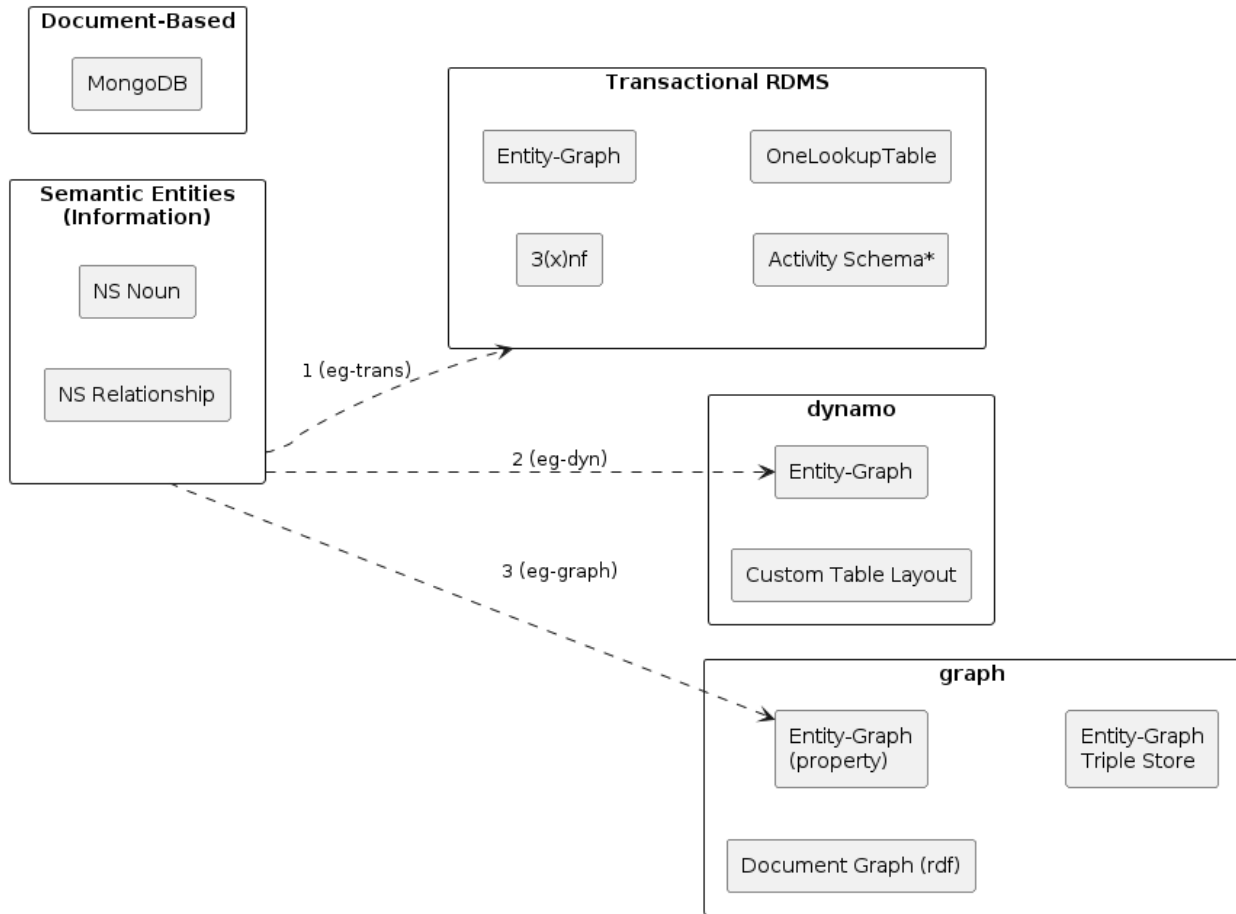 Document-Based
MongoDB
Semantic Entities
(Information)
NS Noun
NS Relationship
Transactional RDMS
Entity-Graph
OneLookupTable
3(x)nf
Activity Schema*
1 (eg-trans)
2 (eg-dyn)
3 (eg-graph)
dynamo
Entity-Graph
Custom Table Layout
graph
Entity-Graph
(property)
Entity-Graph
Triple Store
Document Graph (rdf)